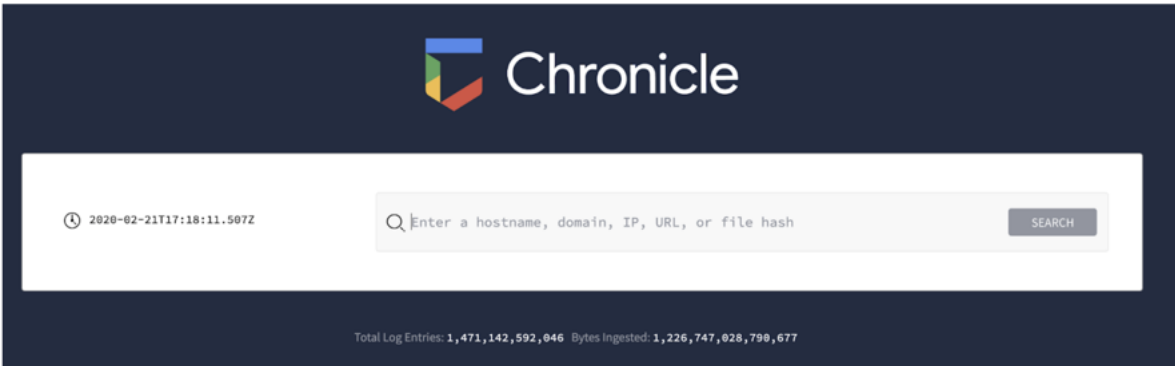 Chronicle
2020-02-21T17:18:11.507Z
Enter a hostname, domain, IP, URL, or file hash
SEARCH
Total Log Entries: 1,471,142,592,046 Bytes Ingested: 1,226,747,028,790,677